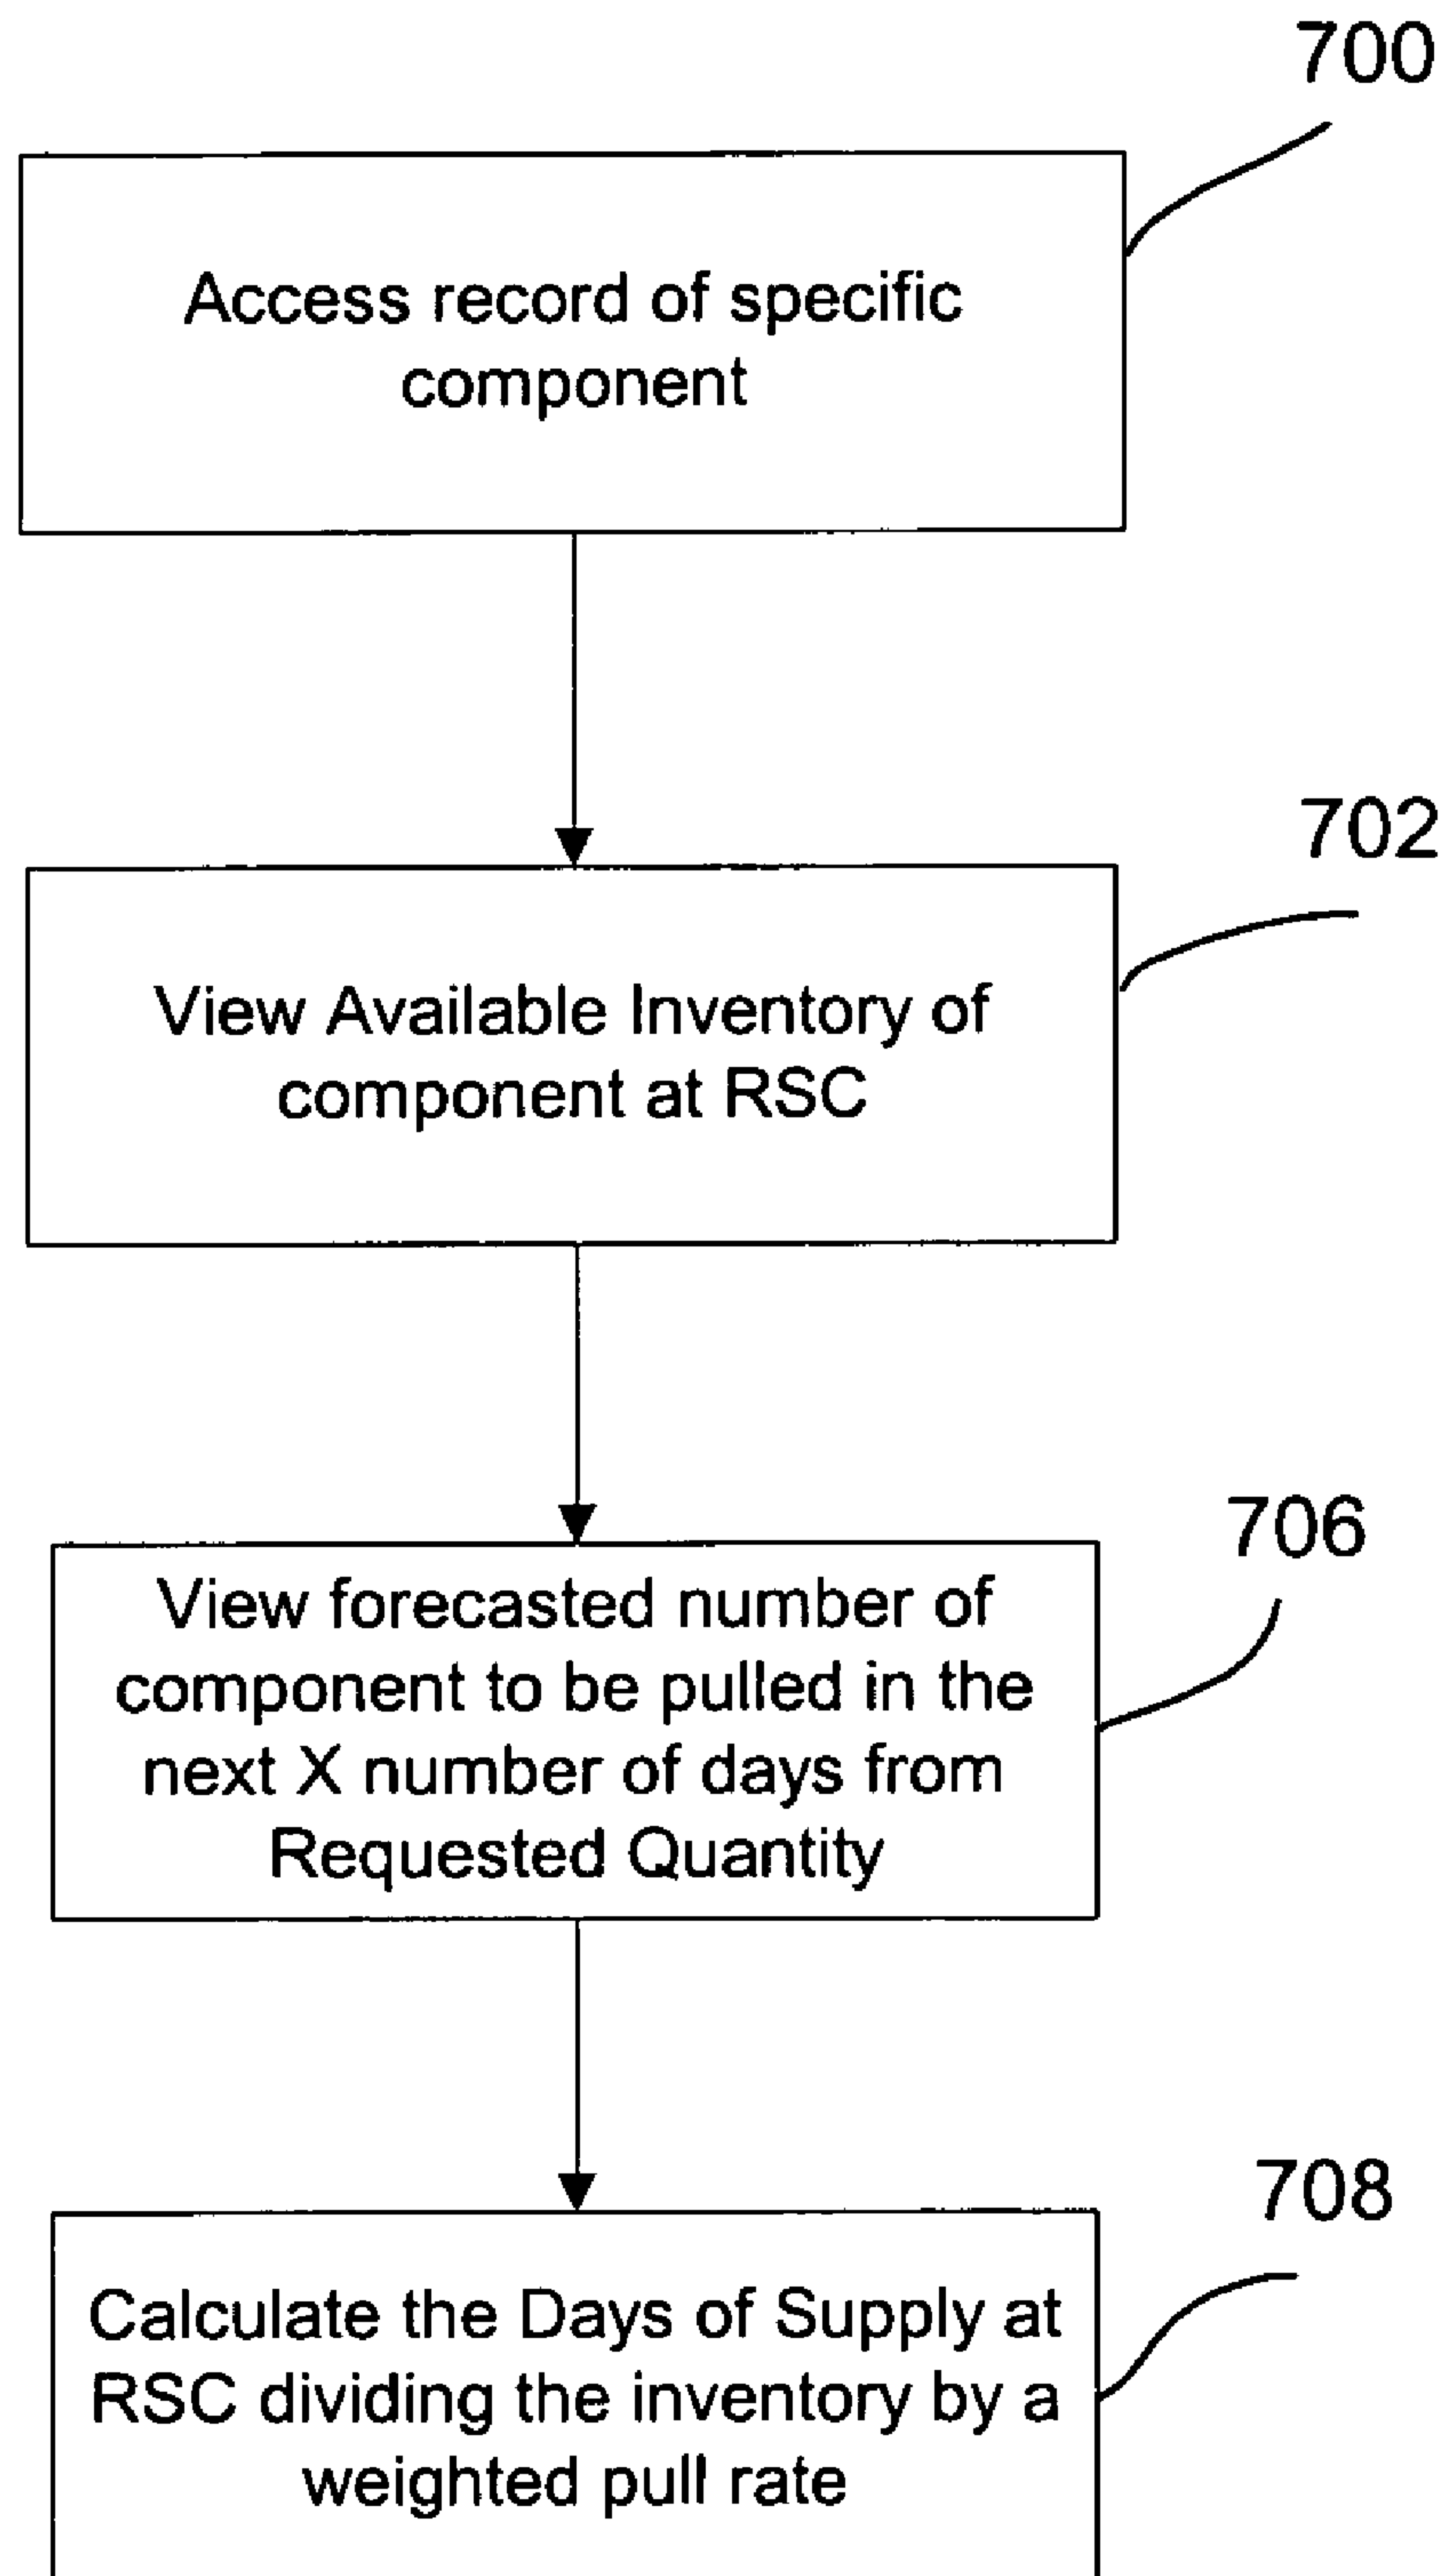 700
Access record of specific
component
702
View Available Inventory of
component at RSC
706
View forecasted number of
component to be pulled in the
next X number of days from
Requested Quantity
708
Calculate the Days of Supply at
RSC dividing the inventory by a
weighted pull rate